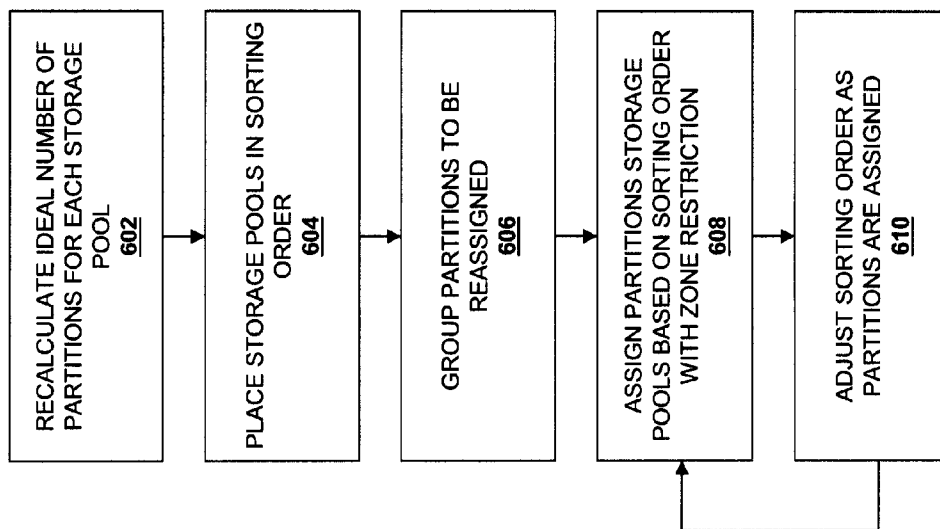 RECALCULATE IDEAL NUMBER OF
PARTITIONS FOR EACH STORAGE
POOL
602
PLACE STORAGE POOLS IN SORTING
ORDER
604
GROUP PARTITIONS TO BE
REASSIGNED
606
ASSIGN PARTITIONS STORAGE
POOLS BASED ON SORTING ORDER
WITH ZONE RESTRICTION
608
ADJUST SORTING ORDER AS
PARTITIONS ARE ASSIGNED
610